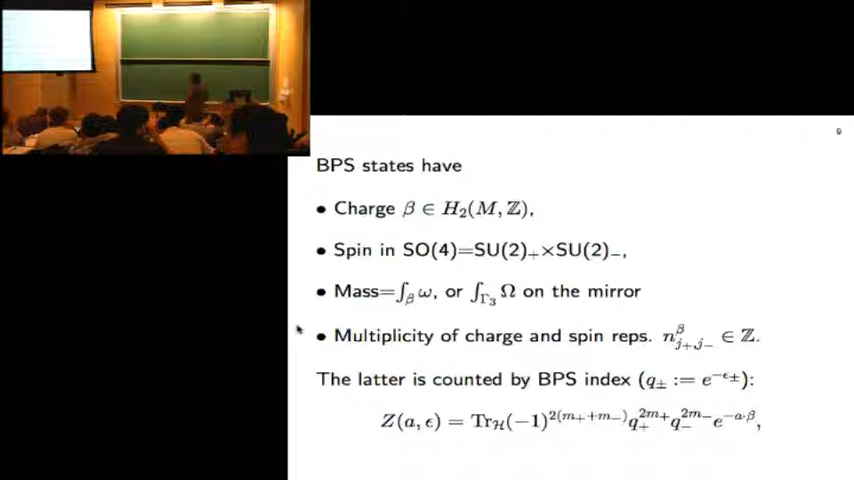 9
BPS states have
• Charge β ∈ H₂(M, ℤ),
• Spin in SO(4)=SU(2)₊×SU(2)₋,
• Mass=∫_β ω, or ∫_{Γ₃} Ω on the mirror
• Multiplicity of charge and spin reps. n^β_{j₊,j₋} ∈ ℤ.
The latter is counted by BPS index (q_± := e^{−ϵ_±}):
Z(a, ϵ) = Tr_ℋ(−1)^{2(m₊+m₋)} q₊^{2m₊} q₋^{2m₋} e^{−a·β},